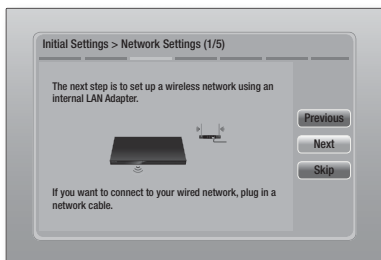 Initial Settings > Network Settings (1/5)
The next step is to set up a wireless network using an
internal LAN Adapter.
Previous
Next
Skip
If you want to connect to your wired network, plug in a
network cable.